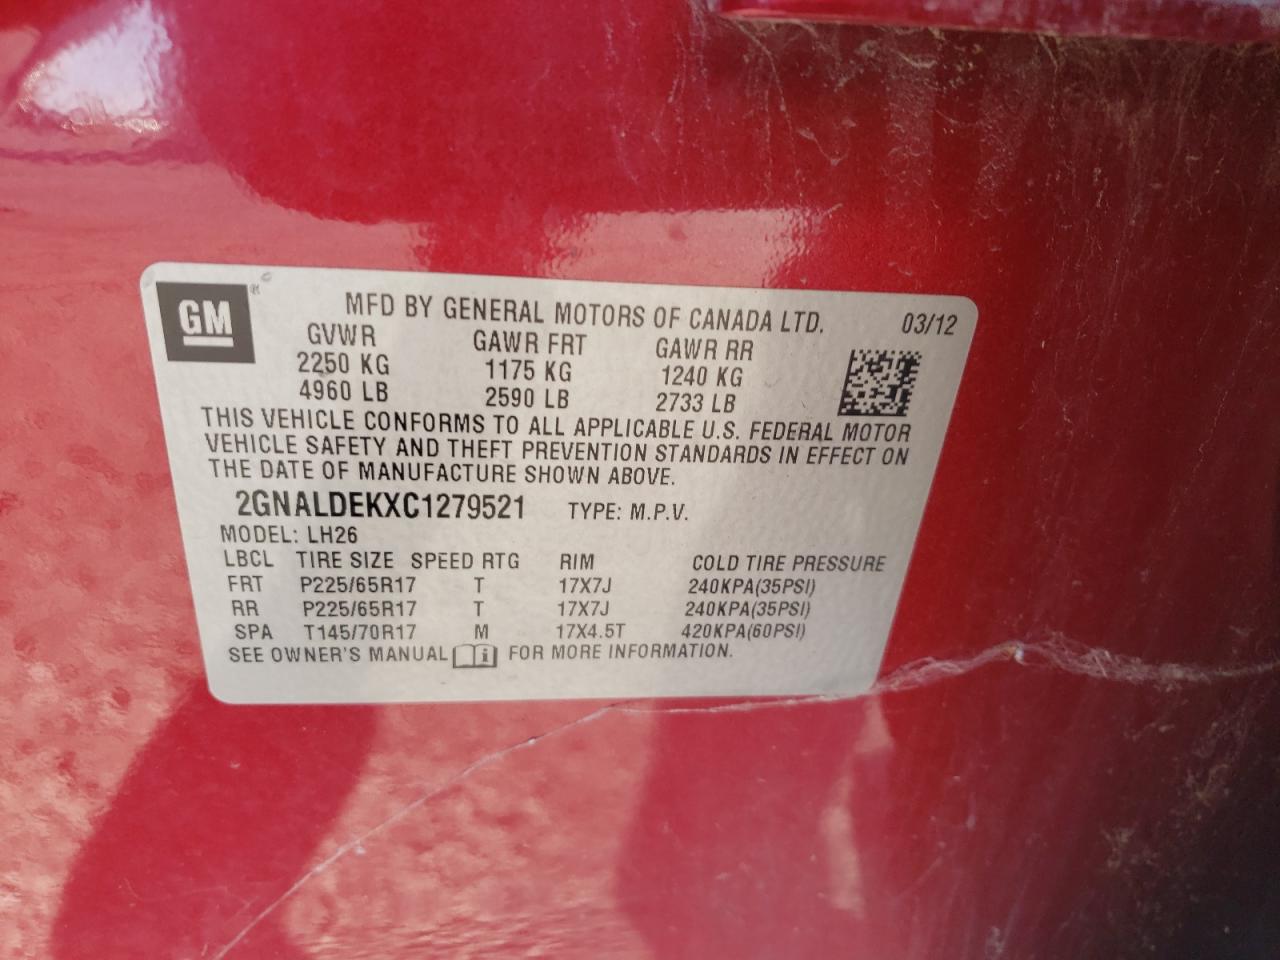 GM
MFD BY GENERAL MOTORS OF CANADA LTD. 03/12
GVWR GAWR FRT GAWR RR
2250 KG 1175 KG 1240 KG
4960 LB 2590 LB 2733 LB
THIS VEHICLE CONFORMS TO ALL APPLICABLE U.S. FEDERAL MOTOR
VEHICLE SAFETY AND THEFT PREVENTION STANDARDS IN EFFECT ON
THE DATE OF MANUFACTURE SHOWN ABOVE.
2GNALDEKXC1279521 TYPE: M.P.V.
MODEL: LH26
LBCL TIRE SIZE SPEED RTG RIM COLD TIRE PRESSURE
FRT P225/65R17 T 17X7J 240KPA(35PSI)
RR P225/65R17 T 17X7J 240KPA(35PSI)
SPA T145/70R17 M 17X4.5T 420KPA(60PSI)
SEE OWNER'S MANUAL i FOR MORE INFORMATION.